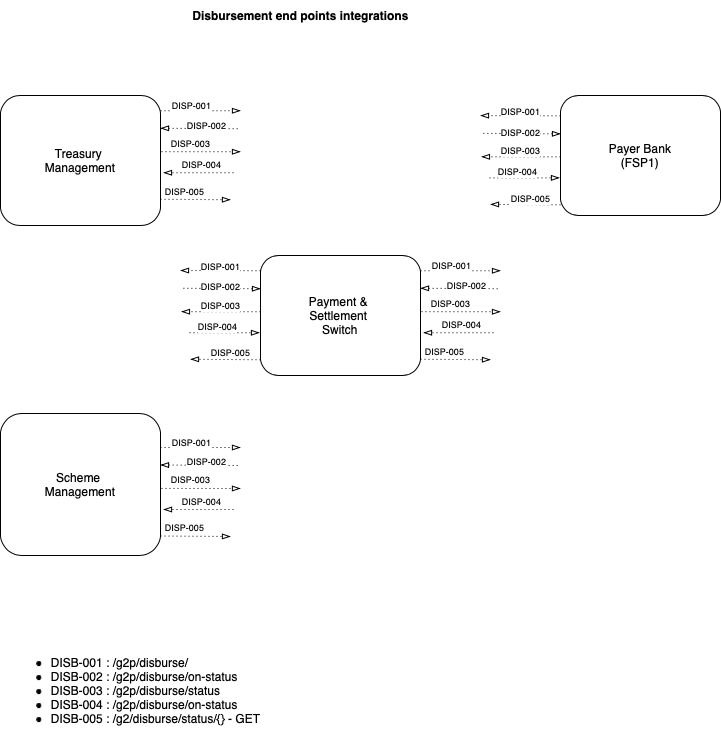 Disbursement end points integrations
Treasury
Management
DISP-001
DISP-002
DISP-003
DISP-004
DISP-005
DISP-001
DISP-002
DISP-003
DISP-004
DISP-005
Payer Bank
(FSP1)
DISP-001
DISP-002
DISP-003
DISP-004
DISP-005
Payment &
Settlement
Switch
DISP-001
DISP-002
DISP-003
DISP-004
DISP-005
Scheme
Management
DISP-001
DISP-002
DISP-003
DISP-004
DISP-005
● DISB-001 : /g2p/disburse/
● DISB-002 : /g2p/disburse/on-status
● DISB-003 : /g2p/disburse/status
● DISB-004 : /g2p/disburse/on-status
● DISB-005 : /g2/disburse/status/{} - GET